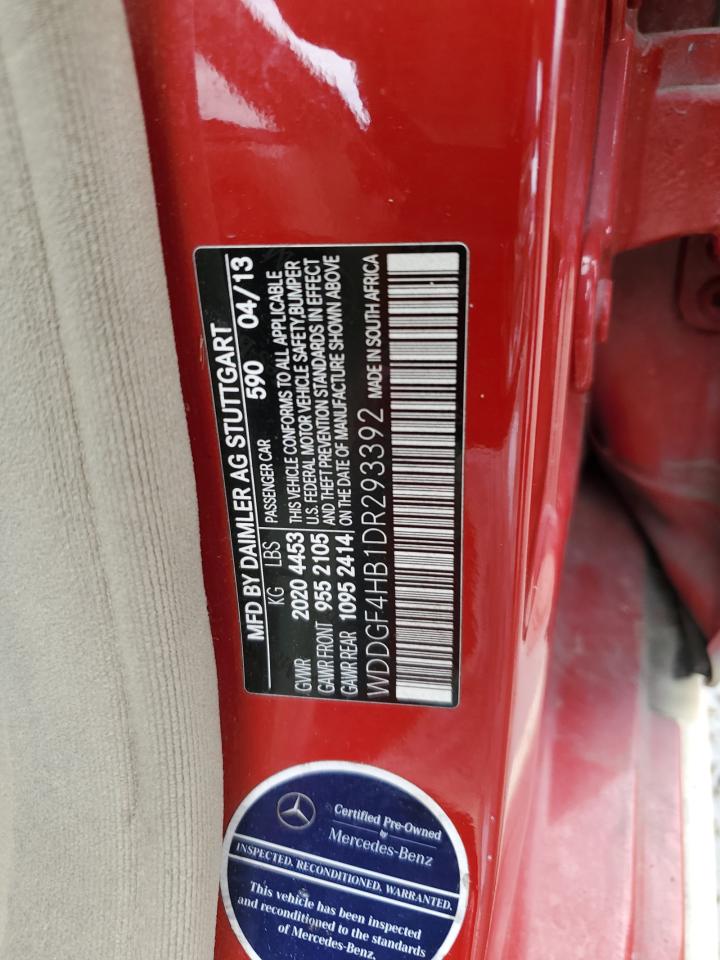 MFD BY DAIMLER AG STUTTGART
590 04/13
KG LBS PASSENGER CAR
GVWR 2020 4453 THIS VEHICLE CONFORMS TO ALL APPLICABLE
U.S. FEDERAL MOTOR VEHICLE SAFETY,BUMPER
GAWR FRONT 955 2105 AND THEFT PREVENTION STANDARDS IN EFFECT
GAWR REAR 1095 2414 ON THE DATE OF MANUFACTURE SHOWN ABOVE
WDDGF4HB1DR293392 MADE IN SOUTH AFRICA
Certified Pre-Owned
by
Mercedes-Benz
INSPECTED. RECONDITIONED. WARRANTED.
This vehicle has been inspected
and reconditioned to the standards
of Mercedes-Benz.